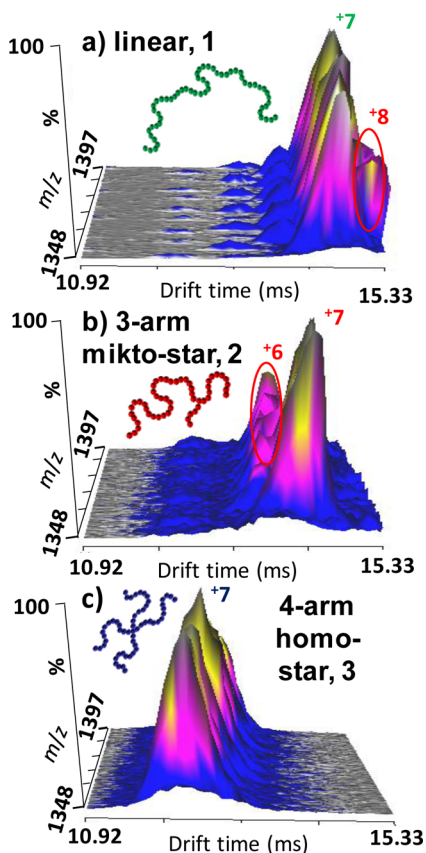 100
a) linear, 1
+7
%
+8
1397
m/z
1348
10.92
Drift time (ms)
15.33
100
b) 3-arm
mikto-star, 2
+7
+6
%
1397
m/z
1348
10.92
Drift time (ms)
15.33
100
c)
+7
4-arm
homo-
star, 3
%
1397
m/z
1348
10.92
Drift time (ms)
15.33